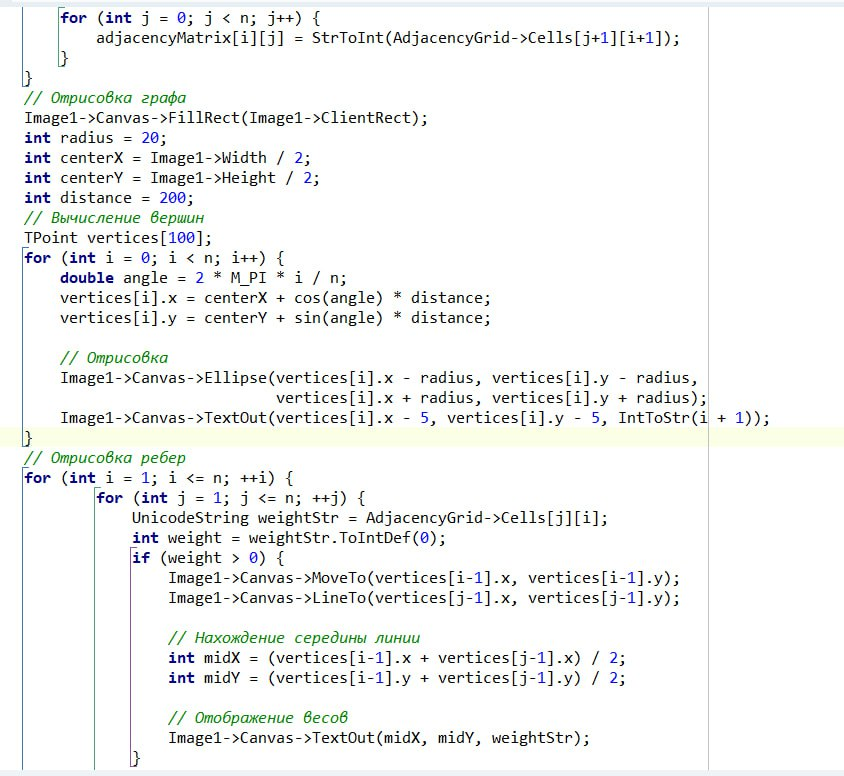 for (int j = 0; j < n; j++) {
adjacencyMatrix[i][j] = StrToInt(AdjacencyGrid->Cells[j+1][i+1]);
}
}
// Отрисовка графа
Image1->Canvas->FillRect(Image1->ClientRect);
int radius = 20;
int centerX = Image1->Width / 2;
int centerY = Image1->Height / 2;
int distance = 200;
// Вычисление вершин
TPoint vertices[100];
for (int i = 0; i < n; i++) {
double angle = 2 * M_PI * i / n;
vertices[i].x = centerX + cos(angle) * distance;
vertices[i].y = centerY + sin(angle) * distance;
// Отрисовка
Image1->Canvas->Ellipse(vertices[i].x - radius, vertices[i].y - radius,
vertices[i].x + radius, vertices[i].y + radius);
Image1->Canvas->TextOut(vertices[i].x - 5, vertices[i].y - 5, IntToStr(i + 1));
}
// Отрисовка ребер
for (int i = 1; i <= n; ++i) {
for (int j = 1; j <= n; ++j) {
UnicodeString weightStr = AdjacencyGrid->Cells[j][i];
int weight = weightStr.ToIntDef(0);
if (weight > 0) {
Image1->Canvas->MoveTo(vertices[i-1].x, vertices[i-1].y);
Image1->Canvas->LineTo(vertices[j-1].x, vertices[j-1].y);
// Нахождение середины линии
int midX = (vertices[i-1].x + vertices[j-1].x) / 2;
int midY = (vertices[i-1].y + vertices[j-1].y) / 2;
// Отображение весов
Image1->Canvas->TextOut(midX, midY, weightStr);
}